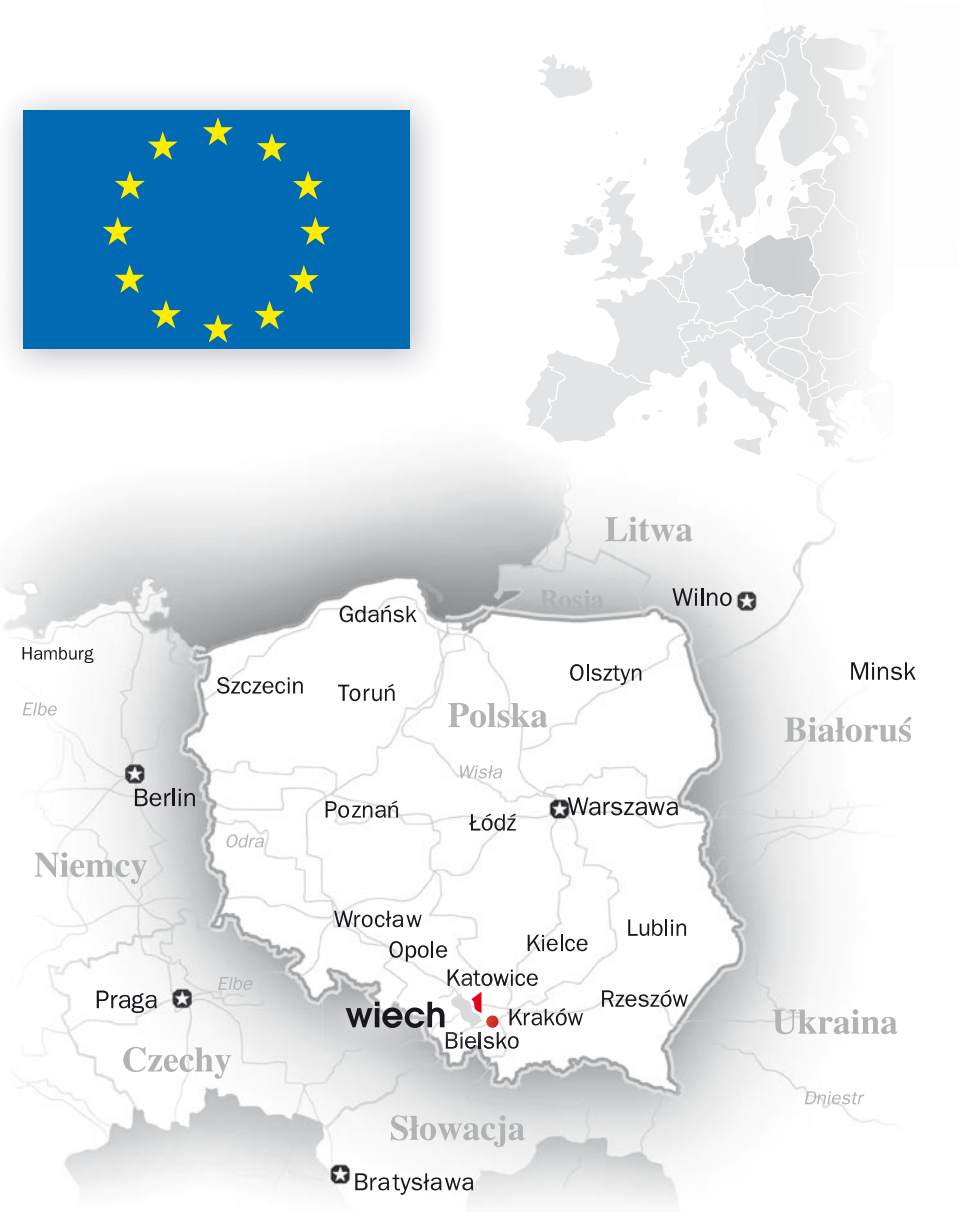 Litwa
Wilno
Rosja
Gdańsk
Hamburg
Szczecin
Toruń
Olsztyn
Minsk
Elbe
Polska
Białoruś
Wisła
Berlin
Poznań
Łódź
Warszawa
Odra
Niemcy
Wrocław
Lublin
Opole
Kielce
Katowice
Elbe
Praga
Rzeszów
wiech
Kraków
Ukraina
Bielsko
Czechy
Dniestr
Słowacja
Bratysława